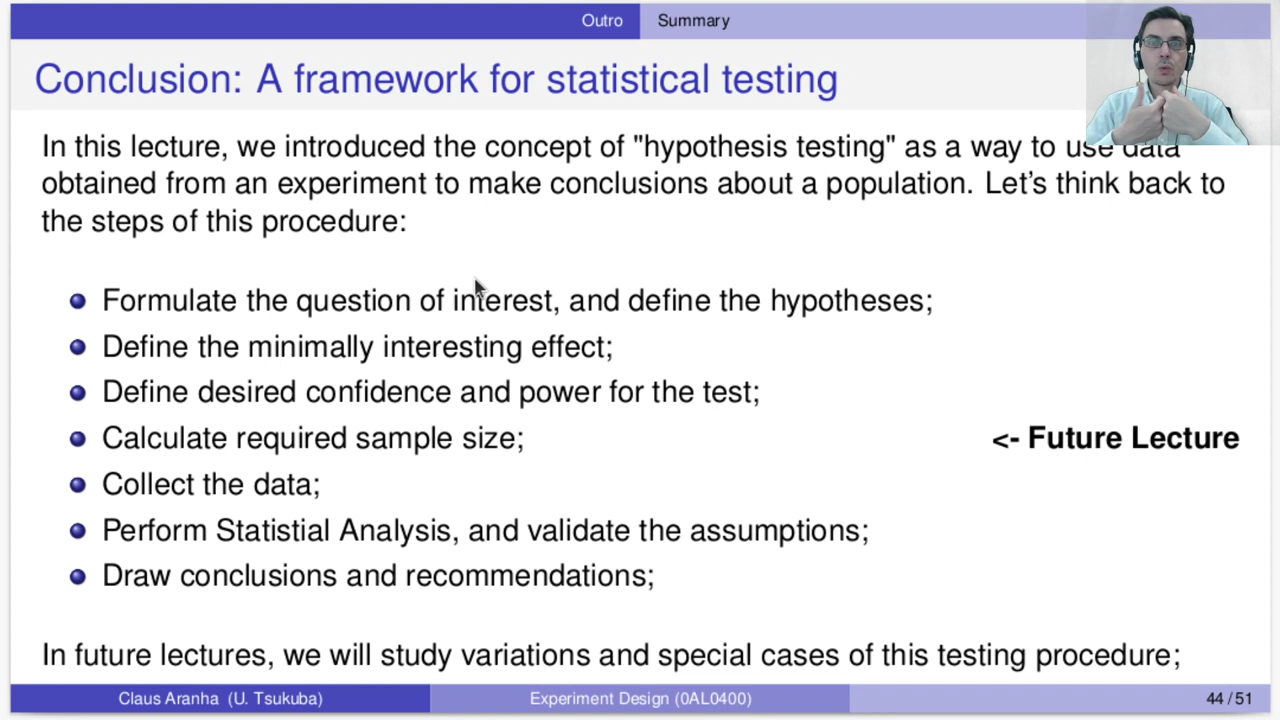 Outro Summary
Conclusion: A framework for statistical testing
In this lecture, we introduced the concept of "hypothesis testing" as a way to use data
obtained from an experiment to make conclusions about a population. Let's think back to
the steps of this procedure:
Formulate the question of interest, and define the hypotheses;
Define the minimally interesting effect;
Define desired confidence and power for the test;
Calculate required sample size; <- Future Lecture
Collect the data;
Perform Statistial Analysis, and validate the assumptions;
Draw conclusions and recommendations;
In future lectures, we will study variations and special cases of this testing procedure;
Claus Aranha (U. Tsukuba) Experiment Design (0AL0400) 44 / 51